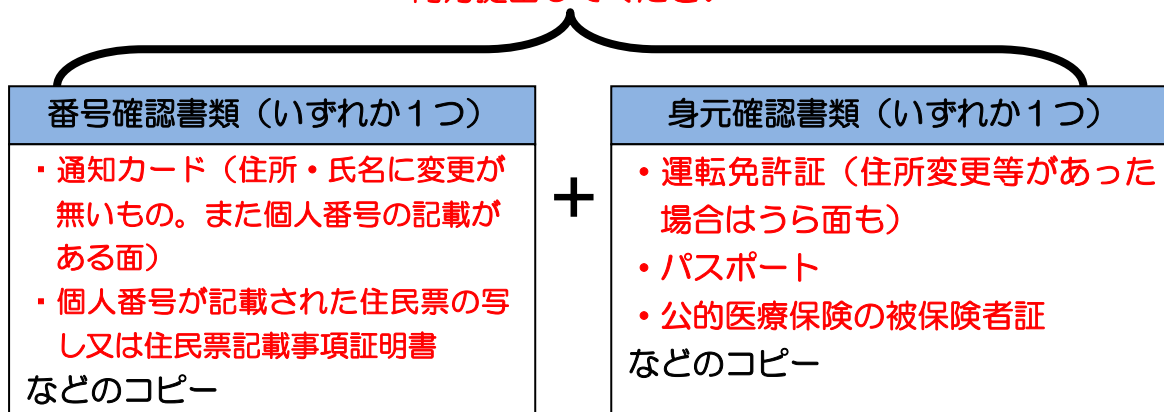 番号確認書類（いずれか１つ）
・通知カード（住所・氏名に変更が
無いもの。また個人番号の記載が
ある面）
・個人番号が記載された住民票の写
し又は住民票記載事項証明書
などのコピー
＋
身元確認書類（いずれか１つ）
・運転免許証（住所変更等があった
場合はうら面も）
・パスポート
・公的医療保険の被保険者証
などのコピー